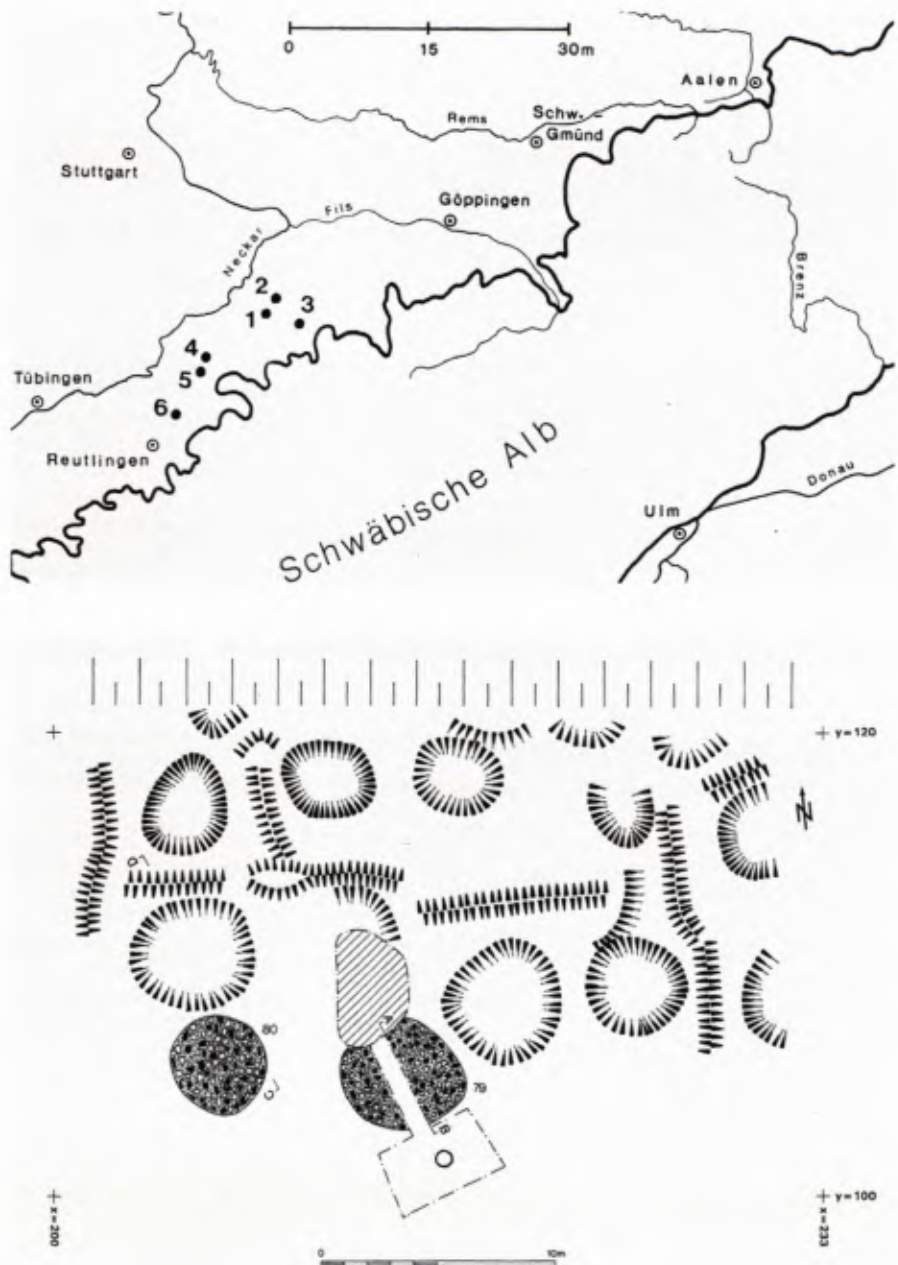 0 15 30m
Aalen
Schw.
Rems
Gmünd
Stuttgart
Göppingen
Fils
Neckar
Brenz
2
3
1
4
Tübingen
5
6
Reutlingen
Schwäbische Alb
Donau
Ulm
y=120
N
80
A
79
B
y=100
x=200
x=233
0 10m